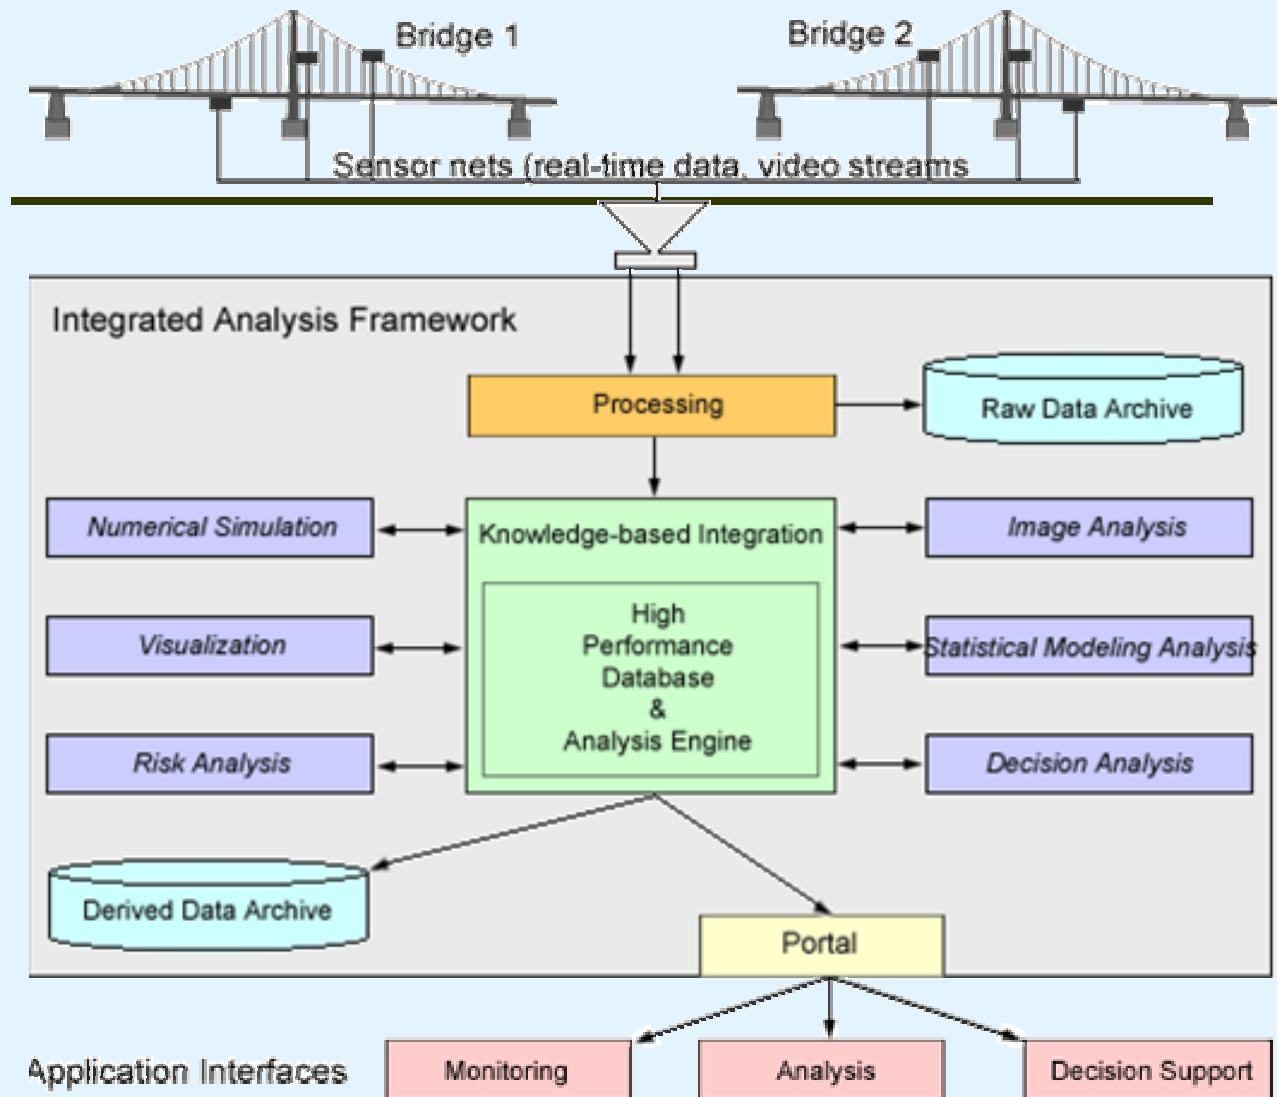 Bridge 1
Bridge 2
Sensor nets (real-time data, video streams
Integrated Analysis Framework
Processing
Raw Data Archive
Numerical Simulation
Knowledge-based Integration
Image Analysis
High
Performance
Database
&
Analysis Engine
Visualization
Statistical Modeling Analysis
Risk Analysis
Decision Analysis
Derived Data Archive
Portal
Application Interfaces
Monitoring
Analysis
Decision Support